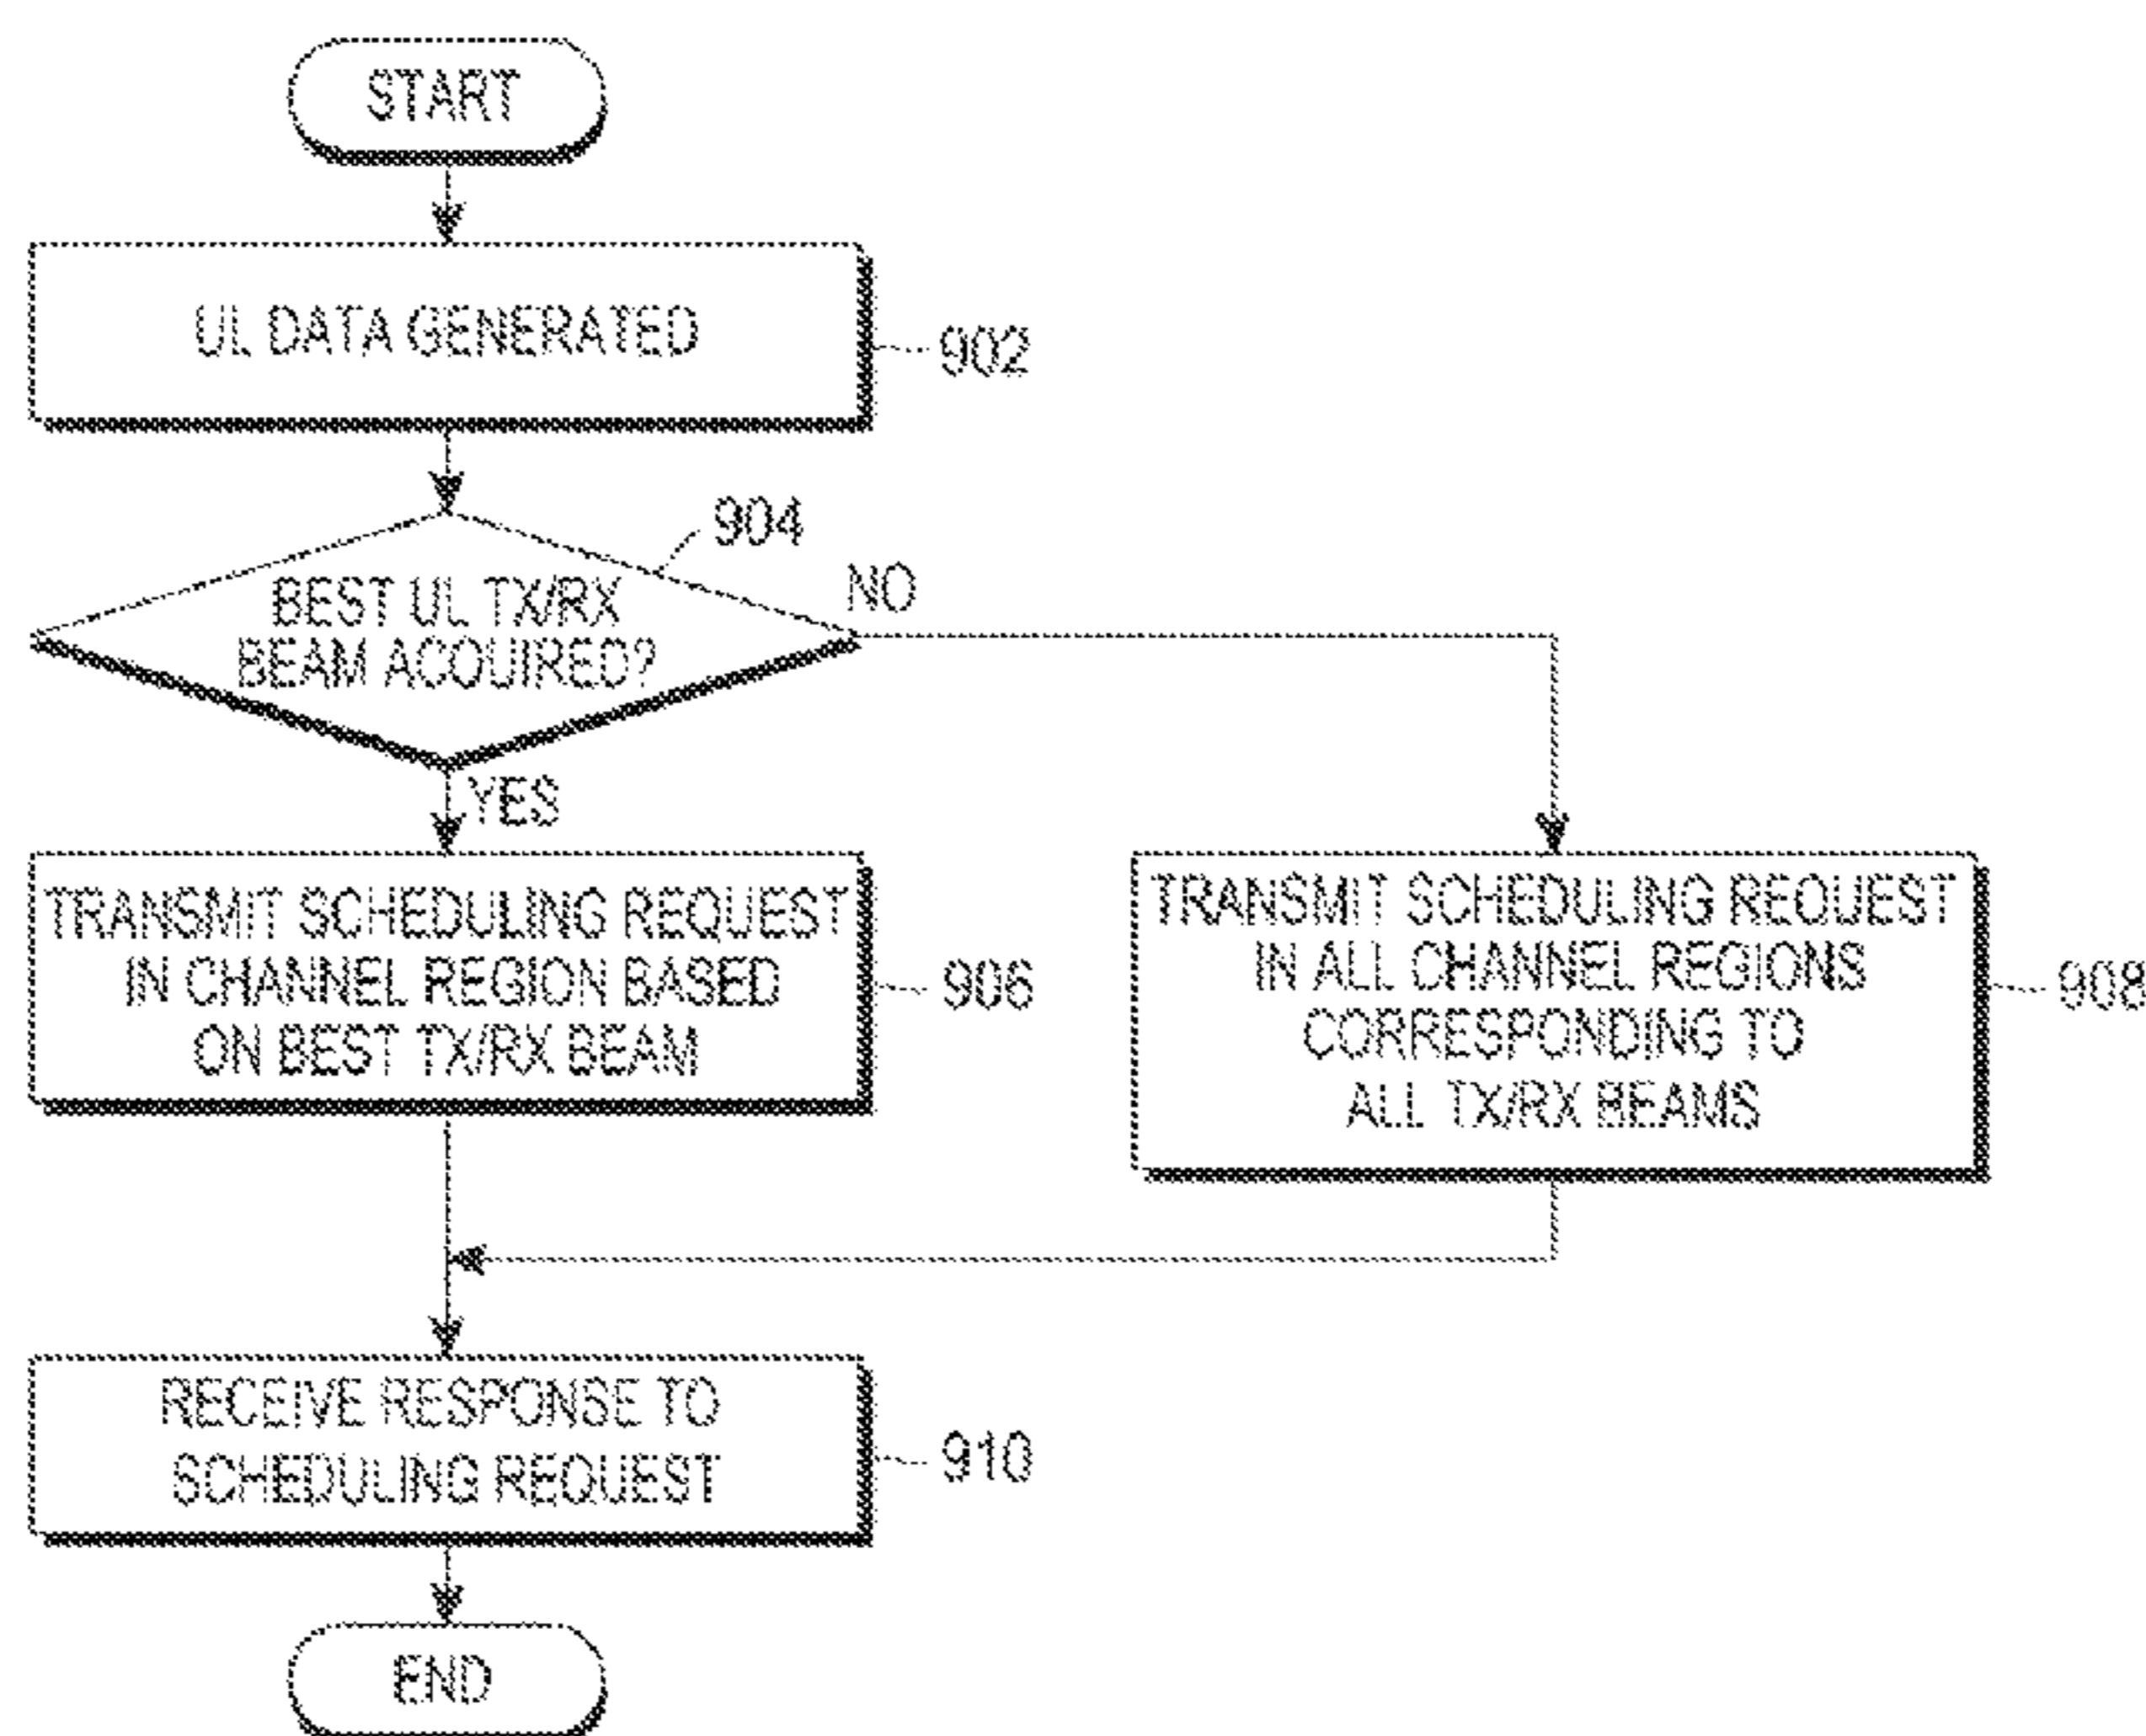 START
UL DATA GENERATED
902
904
BEST UL TX/RX
BEAM ACQUIRED?
NO
YES
TRANSMIT SCHEDULING REQUEST
IN CHANNEL REGION BASED
ON BEST TX/RX BEAM
906
TRANSMIT SCHEDULING REQUEST
IN ALL CHANNEL REGIONS
CORRESPONDING TO
ALL TX/RX BEAMS
908
RECEIVE RESPONSE TO
SCHEDULING REQUEST
910
END